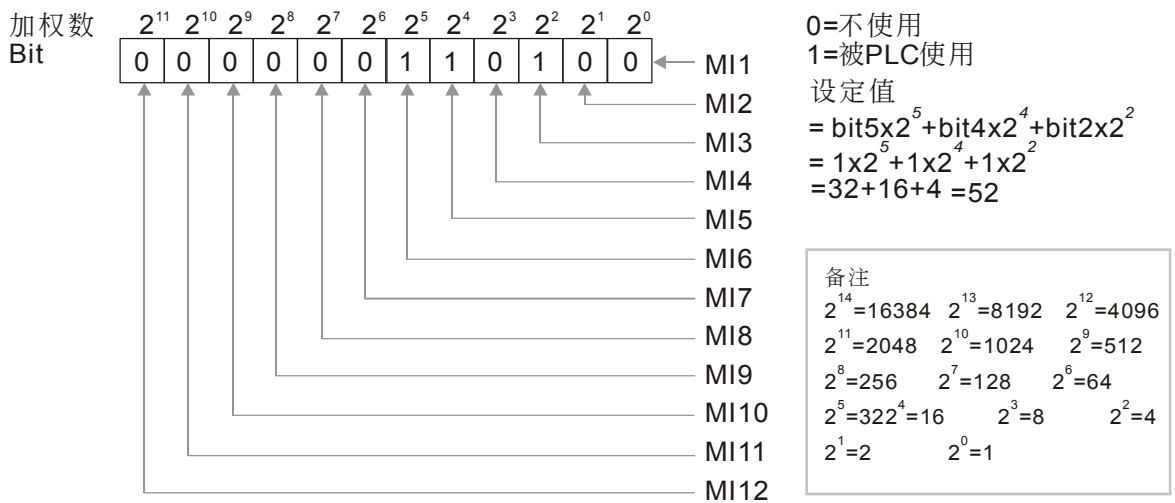 加权数 2¹¹ 2¹⁰ 2⁹ 2⁸ 2⁷ 2⁶ 2⁵ 2⁴ 2³ 2² 2¹ 2⁰
Bit 0 0 0 0 0 0 1 1 0 1 0 0
MI1
MI2
MI3
MI4
MI5
MI6
MI7
MI8
MI9
MI10
MI11
MI12
0=不使用
1=被PLC使用
设定值
= bit5x2⁵+bit4x2⁴+bit2x2²
= 1x2⁵+1x2⁴+1x2²
=32+16+4 =52
备注
2¹⁴=16384 2¹³=8192 2¹²=4096
2¹¹=2048 2¹⁰=1024 2⁹=512
2⁸=256 2⁷=128 2⁶=64
2⁵=322⁴=16 2³=8 2²=4
2¹=2 2⁰=1